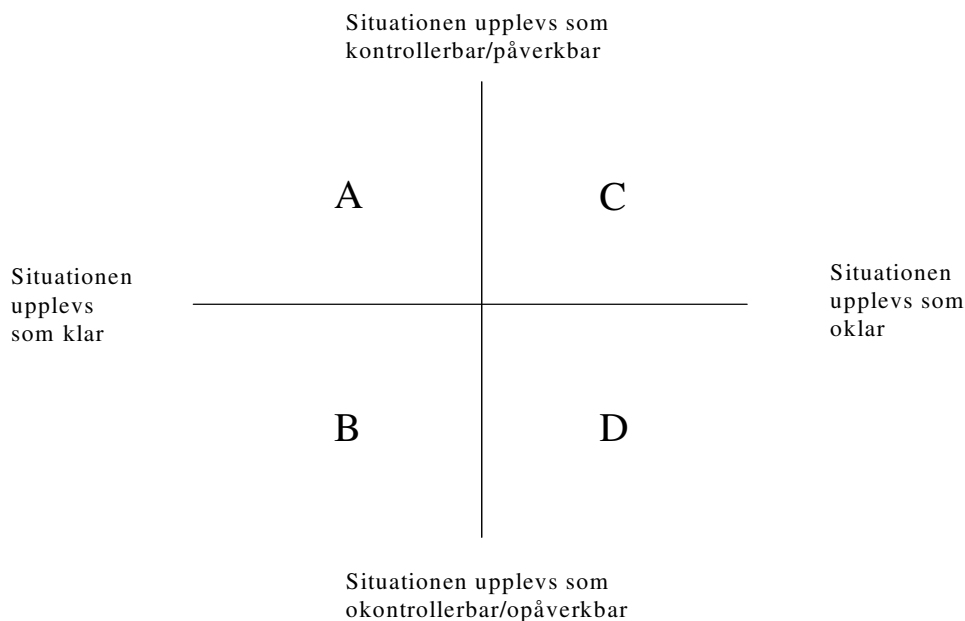 Situationen upplevs som
kontrollerbar/påverkbar
A
C
Situationen
upplevs
som klar
Situationen
upplevs som
oklar
B
D
Situationen upplevs som
okontrollerbar/opåverkbar